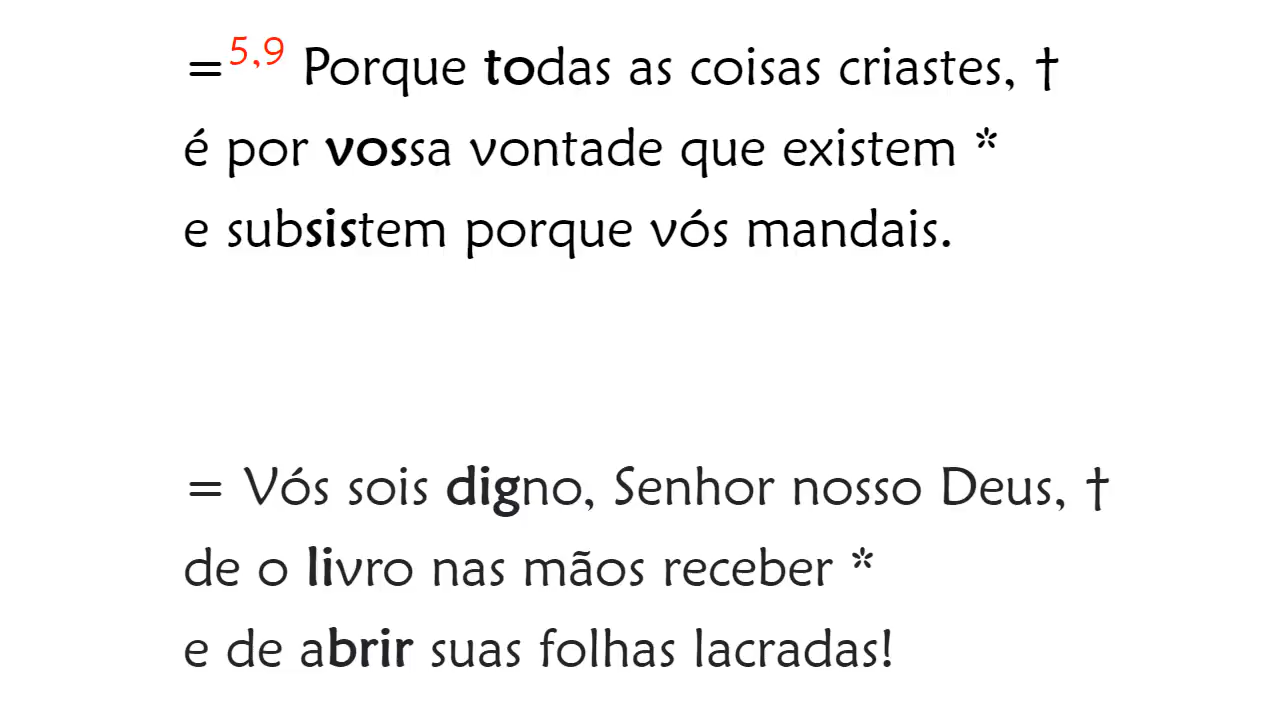 =5,9 Porque todas as coisas criastes, †
é por vossa vontade que existem *
e subsistem porque vós mandais.
= Vós sois digno, Senhor nosso Deus, †
de o livro nas mãos receber *
e de abrir suas folhas lacradas!